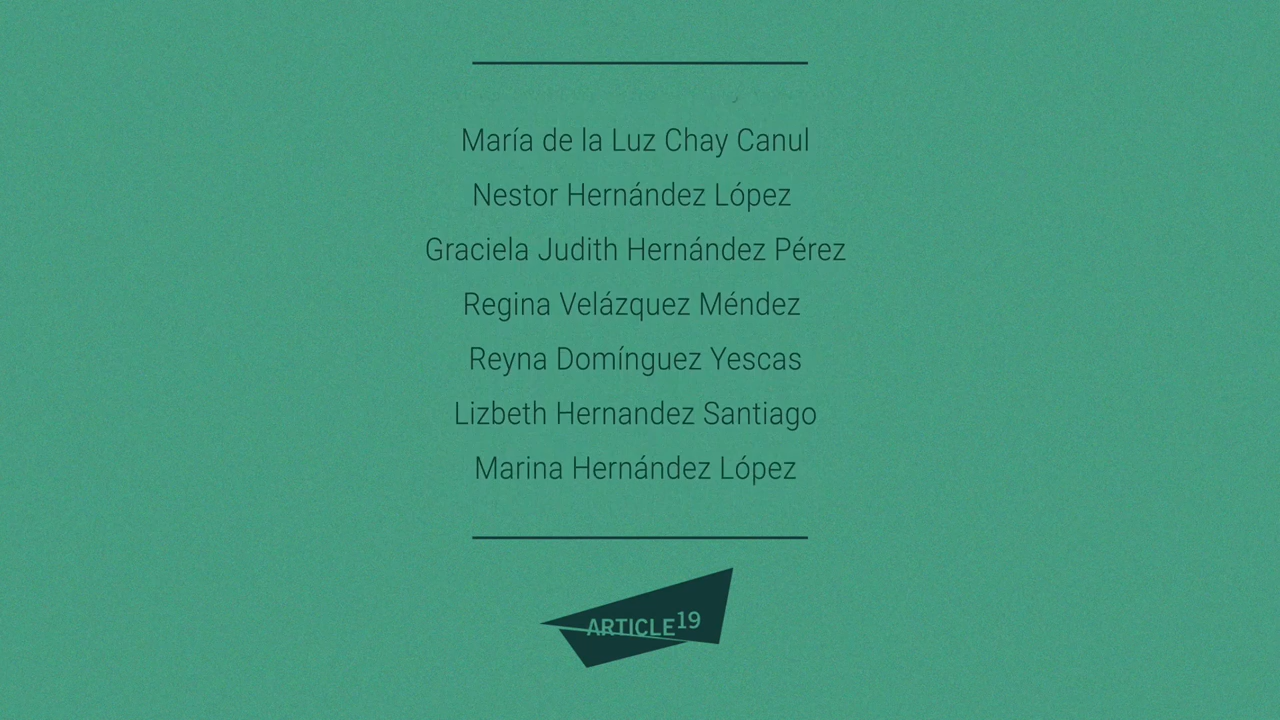 María de la Luz Chay Canul
Nestor Hernández López
Graciela Judith Hernández Pérez
Regina Velázquez Méndez
Reyna Domínguez Yescas
Lizbeth Hernandez Santiago
Marina Hernández López
ARTICLE 19